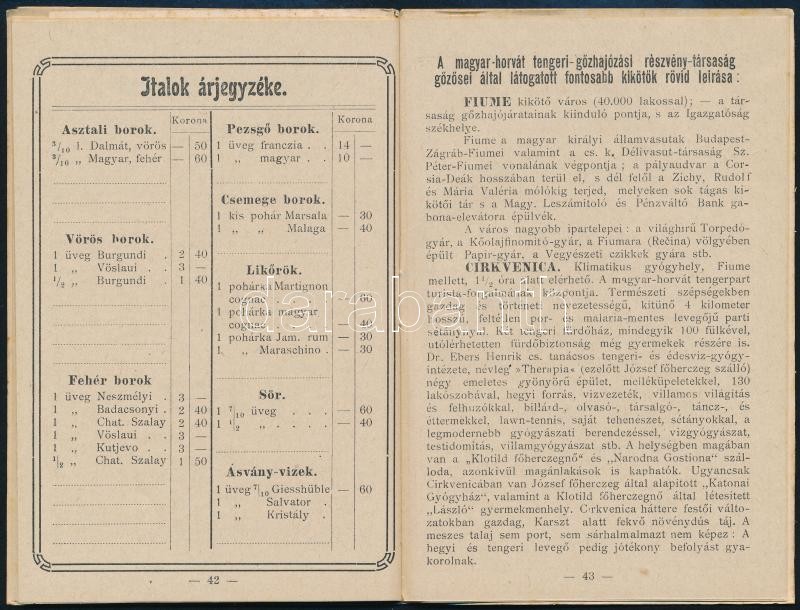 Italok árjegyzéke.
Korona
Asztali borok.
3/10 l. Dalmát, vörös — 50
3/10 „ Magyar, fehér — 60
Vörös borok.
1 üveg Burgundi . 2 40
1 „ Vöslaui . . 3 —
1/2 „ Burgundi . 1 40
Fehér borok
1 üveg Neszmélyi . 3 —
1 „ Badacsonyi . 2 40
1 „ Chat. Szalay 2 40
1 „ Vöslaui . . 3 —
1 „ Kutjevo . . 3 —
1/2 „ Chat. Szalay 1 50
Korona
Pezsgő borok.
1 üveg franczia . . 14 —
1 „ magyar . . 10 —
Csemege borok.
1 kis pohár Marsala — 30
1 „ „ Malaga — 40
Likőrök.
1 pohárka Martignon
cognac . . — 60
1 pohárka magyar
cognac . . — 40
1 pohárka Jam. rum — 30
1 „ Maraschino . — 30
Sör.
1 7/10 üveg . . . — 60
1 1/2 „ . . . — 40
Ásvány-vizek.
1 üveg 7/10 Giesshüble — 60
1 „ Salvator .
1 „ Kristály .
— 42 —
A magyar-horvát tengeri-gőzhajózási részvény-társaság
gőzösei által látogatott fontosabb kikötők rövid leirása :
FIUME kikötő város (40.000 lakossal); — a tár-
saság gőzhajójáratainak kiinduló pontja, s az Igazgatóság
székhelye.
Fiume a magyar királyi államvasutak Budapest-
Zágráb-Fiumei valamint a cs. k. Délivasut-társaság Sz.
Péter-Fiumei vonalának végpontja ; a pályaudvar a Cor-
sia-Deák hosszában terül el, s dél felől a Zichy, Rudolf
és Mária Valéria mólókig terjed, melyeken sok tágas ki-
kötői tár s a Magy. Leszámitoló és Pénzváltó Bank ga-
bona-elevátora épülvék.
A város nagyobb ipartelepei : a világhirű Torpedó-
gyár, a Kőolajfinomitó-gyár, a Fiumara (Rečina) völgyében
épült Papir-gyár. a Vegyészeti czikkek gyára stb.
CIRKVENICA. Klimatikus gyógyhely, Fiume
mellett, 1 1/2 óra alatt elérhető. A magyar-horvát tengerpart
turista-forgalmának központja. Természeti szépségekben
gazdag és történeti nevezetességű, kitünő 4 kilometer
hosszú, feltétlen por- és malaria-mentes levegőjű parti
sétánynyal. Két tengeri fürdőház, mindegyik 100 fülkével,
utólérhetetlen fürdőbiztonság még gyermekek részére is.
Dr. Ebers Henrik cs. tanácsos tengeri- és édesviz-gyógy-
intézete, névleg »Therapia« (ezelőtt József főherczeg szálló)
négy emeletes gyönyörű épület, melléképeletekkel, 130
lakószobával, hegyi forrás, vizvezeték, villamos világitás
és felhuzókkal, billárd-, olvasó-, társalgó-, táncz-, és
éttermekkel, lawn-tennis, saját tehenészet, sétányokkal, a
legmodernebb gyógyászati berendezéssel, vizgyógyászat,
testidomitás, villamgyógyászat stb. A helységben magában
van a „Klotild főherczegnő" és „Narodna Gostiona" szál-
loda, azonkivül magánlakások is kaphatók. Ugyancsak
Cirkvenicában van József főherczeg által alapitott „Katonai
Gyógyház", valamint a Klotild főherczegnő által létesitett
„László" gyermekmenhely. Cirkvenica háttere festői válto-
zatokban gazdag, Karszt alatt fekvő növénydús táj. A
meszes talaj sem port, sem sárhalmalmazt nem képez : A
hegyi és tengeri levegő pedig jótékony befolyást gya-
korolnak.
— 43 —
darabanth